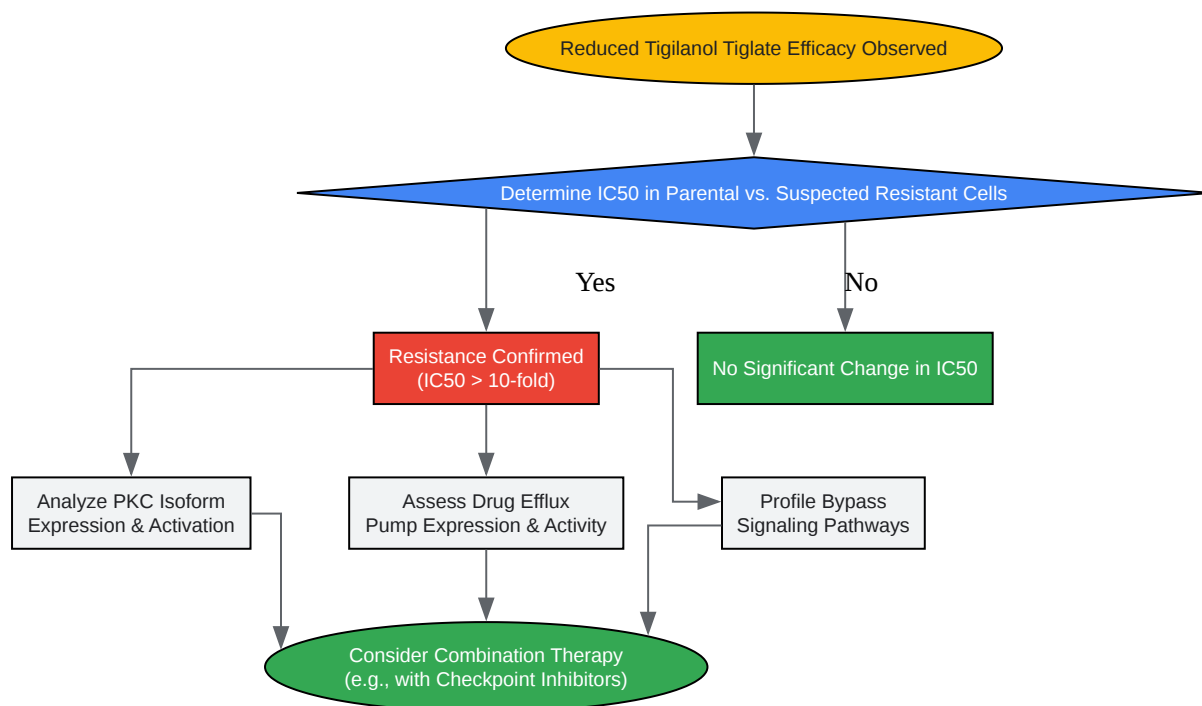 Reduced Tigilanol Tiglate Efficacy Observed
Determine IC50 in Parental vs. Suspected Resistant Cells
Yes
No
Resistance Confirmed
(IC50 > 10-fold)
No Significant Change in IC50
Analyze PKC Isoform
Expression & Activation
Assess Drug Efflux
Pump Expression & Activity
Profile Bypass
Signaling Pathways
Consider Combination Therapy
(e.g., with Checkpoint Inhibitors)